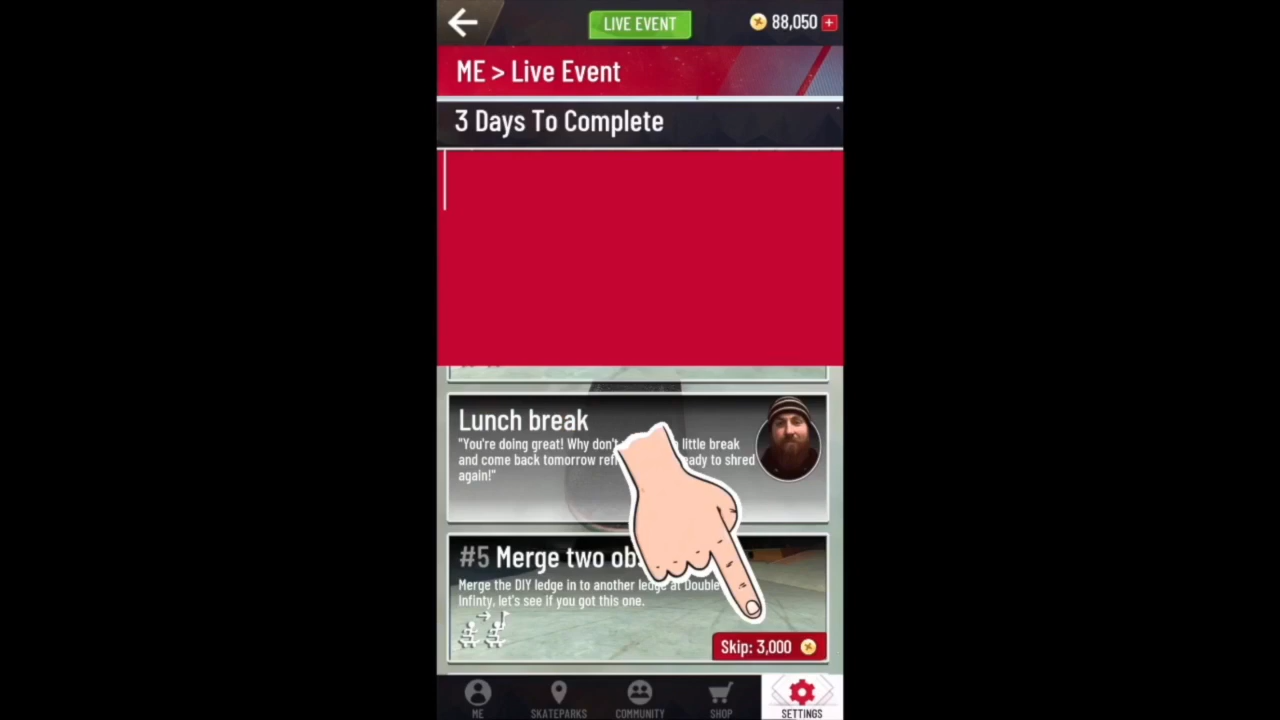 LIVE EVENT
88,050
ME > Live Event
3 Days To Complete
Lunch break
"You're doing great! Why don't little break
and come back tomorrow ready to shred
again!"
#5 Merge two
Merge the DIY ledge in to another ledge at Double
Infinty, let's see if you got this one.
Skip: 3,000
ME
SKATEPARKS
COMMUNITY
SHOP
SETTINGS